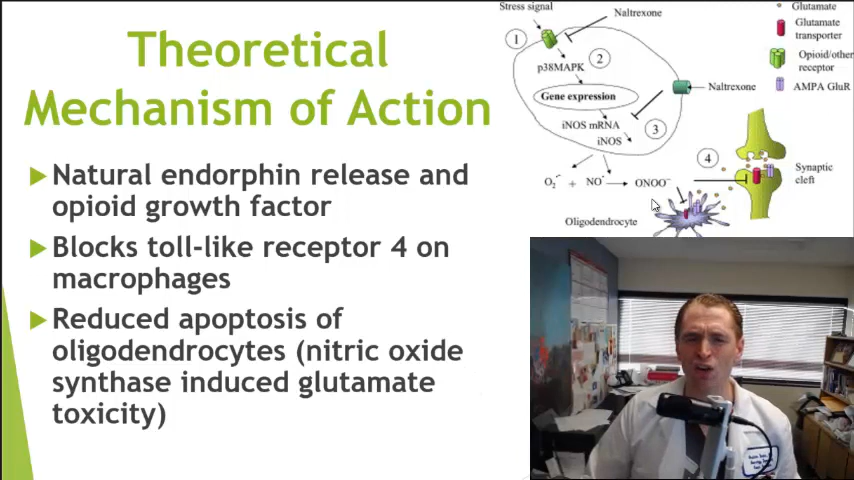 Theoretical
Mechanism of Action
Natural endorphin release and
opioid growth factor
Blocks toll-like receptor 4 on
macrophages
Reduced apoptosis of
oligodendrocytes (nitric oxide
synthase induced glutamate
toxicity)
Stress signal
Naltrexone
1
2
p38MAPK
Gene expression
Naltrexone
iNOS mRNA
3
iNOS
4
O₂⁻ + NO → ONOO⁻
Oligodendrocyte
Synaptic
cleft
Glutamate
Glutamate
transporter
Opioid/other
receptor
AMPA GluR